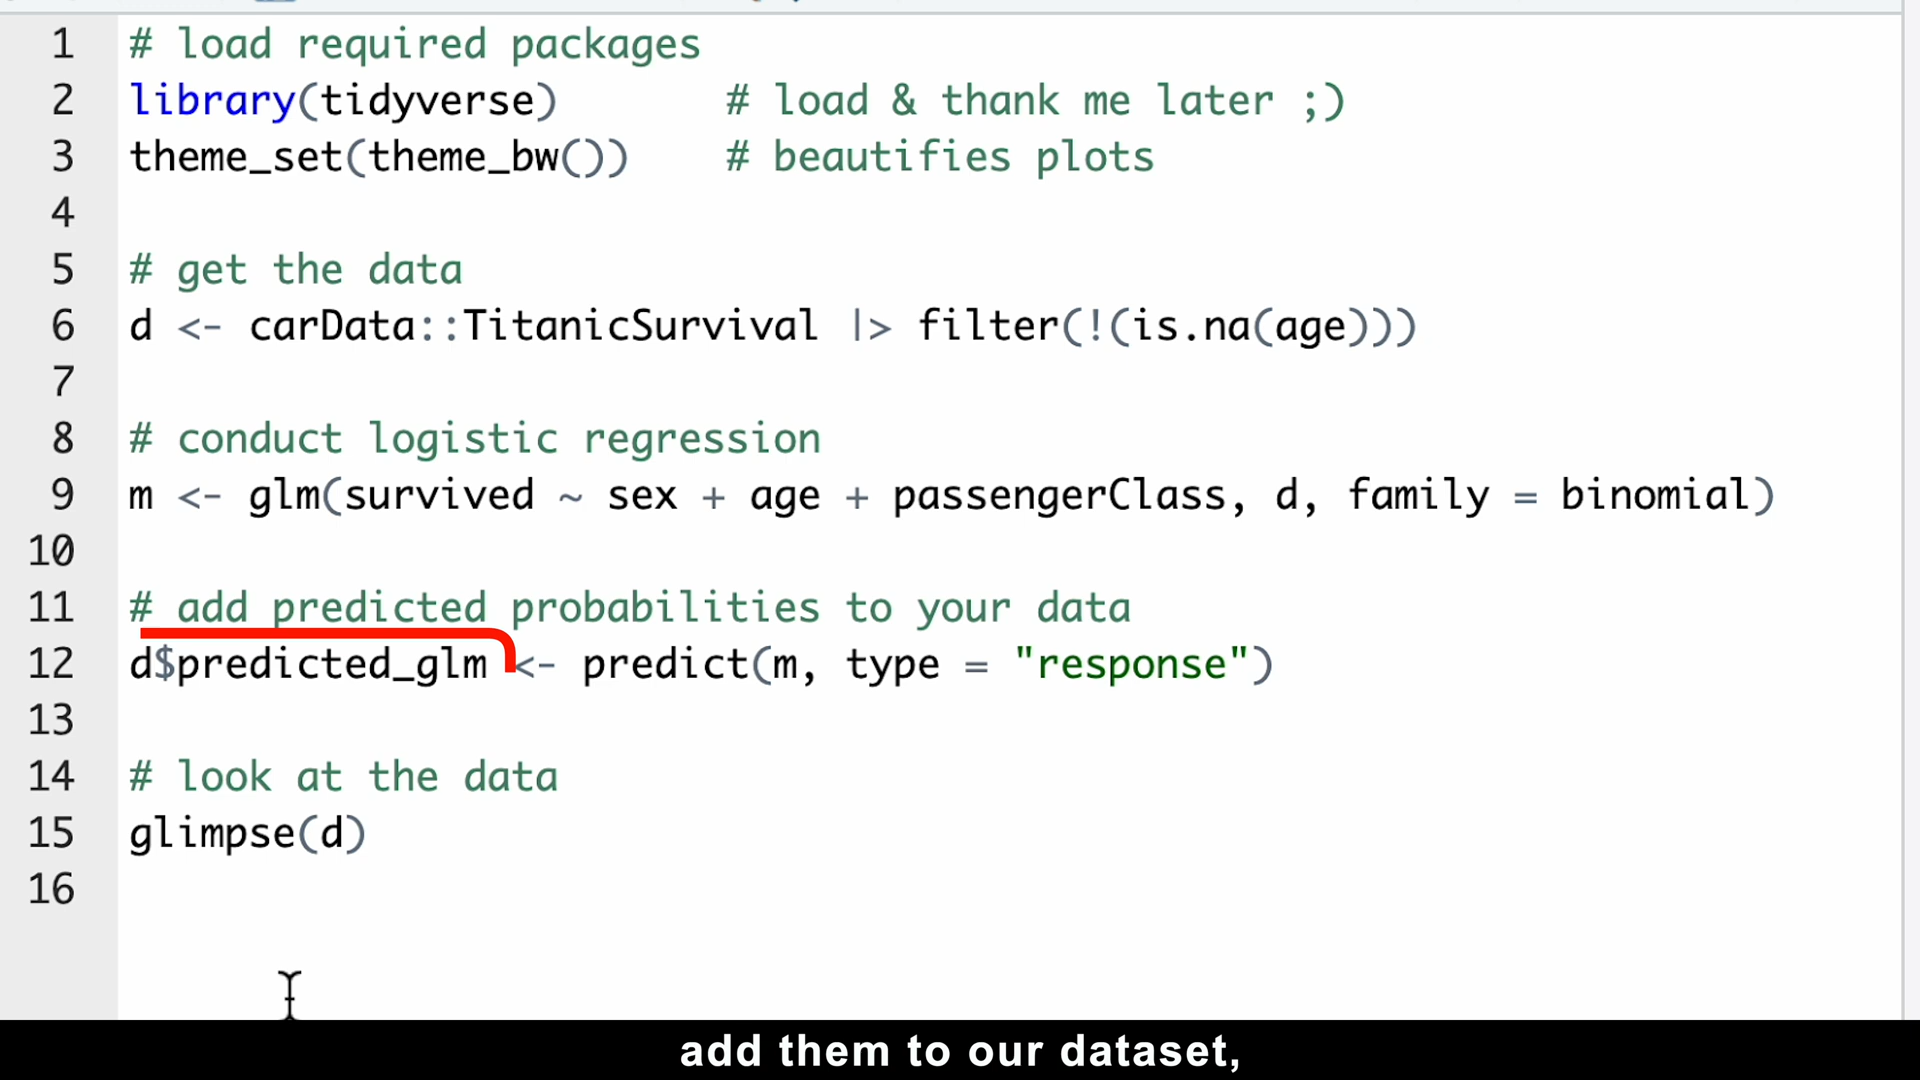 1 # load required packages
2 library(tidyverse) # load & thank me later ;)
3 theme_set(theme_bw()) # beautifies plots
4
5 # get the data
6 d <- carData::TitanicSurvival |> filter(!(is.na(age)))
7
8 # conduct logistic regression
9 m <- glm(survived ~ sex + age + passengerClass, d, family = binomial)
10
11 # add predicted probabilities to your data
12 d$predicted_glm <- predict(m, type = "response")
13
14 # look at the data
15 glimpse(d)
16
add them to our dataset,